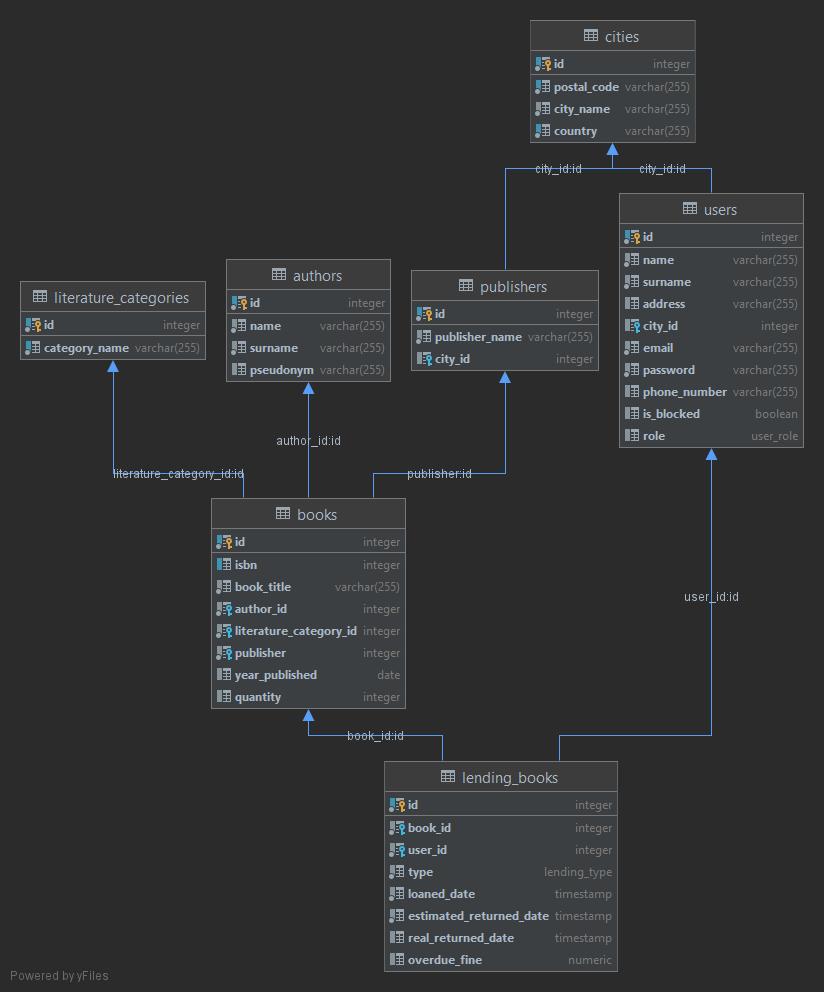 cities
id integer
postal_code varchar(255)
city_name varchar(255)
country varchar(255)
city_id:id
city_id:id
users
id integer
name varchar(255)
surname varchar(255)
address varchar(255)
city_id integer
email varchar(255)
password varchar(255)
phone_number varchar(255)
is_blocked boolean
role user_role
authors
id integer
name varchar(255)
surname varchar(255)
pseudonym varchar(255)
publishers
id integer
publisher_name varchar(255)
city_id integer
literature_categories
id integer
category_name varchar(255)
author_id:id
literature_category_id:id
publisher:id
books
id integer
isbn integer
book_title varchar(255)
author_id integer
literature_category_id integer
publisher integer
year_published date
quantity integer
user_id:id
book_id:id
lending_books
id integer
book_id integer
user_id integer
type lending_type
loaned_date timestamp
estimated_returned_date timestamp
real_returned_date timestamp
overdue_fine numeric
Powered by yFiles